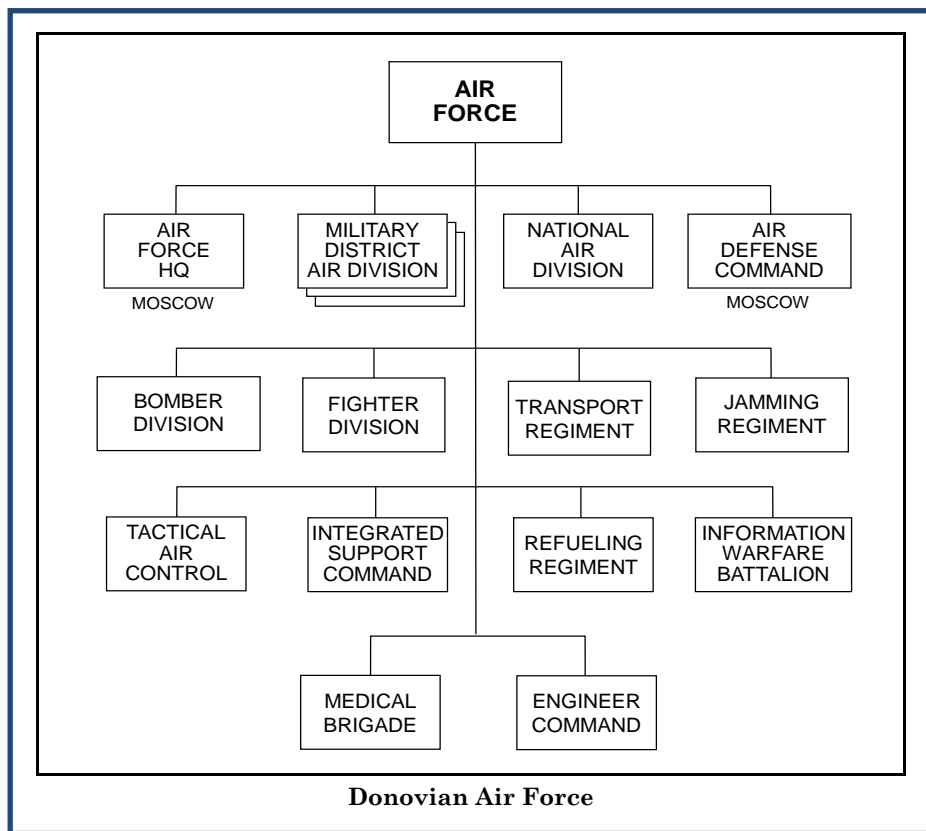 AIR
FORCE
AIR
FORCE
HQ
MOSCOW
MILITARY
DISTRICT
AIR DIVISION
NATIONAL
AIR
DIVISION
AIR
DEFENSE
COMMAND
MOSCOW
BOMBER
DIVISION
FIGHTER
DIVISION
TRANSPORT
REGIMENT
JAMMING
REGIMENT
TACTICAL
AIR
CONTROL
INTEGRATED
SUPPORT
COMMAND
REFUELING
REGIMENT
INFORMATION
WARFARE
BATTALION
MEDICAL
BRIGADE
ENGINEER
COMMAND
Donovian Air Force